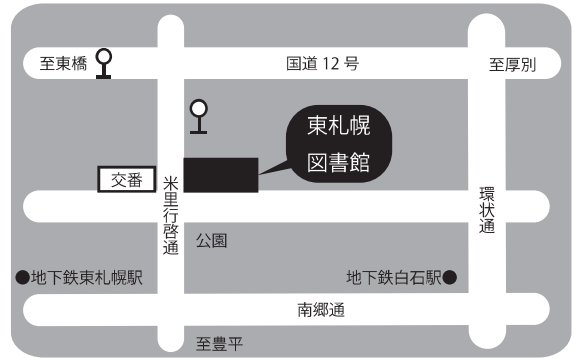 至東橋
国道 12 号
至厚別
東札幌
図書館
交番
米里行啓通
環状通
公園
地下鉄東札幌駅
地下鉄白石駅
南郷通
至豊平